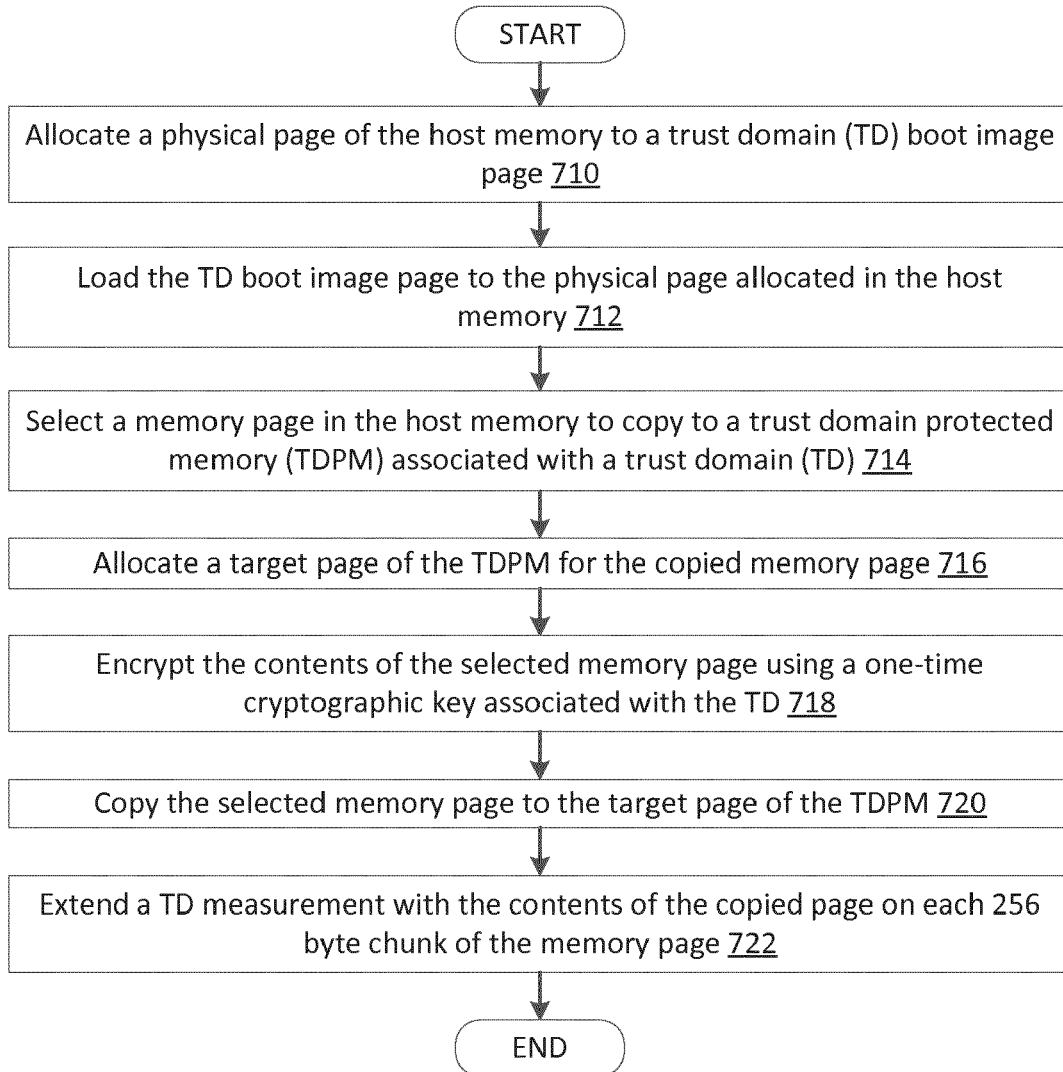 START
Allocate a physical page of the host memory to a trust domain (TD) boot image
page 710
Load the TD boot image page to the physical page allocated in the host
memory 712
Select a memory page in the host memory to copy to a trust domain protected
memory (TDPM) associated with a trust domain (TD) 714
Allocate a target page of the TDPM for the copied memory page 716
Encrypt the contents of the selected memory page using a one-time
cryptographic key associated with the TD 718
Copy the selected memory page to the target page of the TDPM 720
Extend a TD measurement with the contents of the copied page on each 256
byte chunk of the memory page 722
END